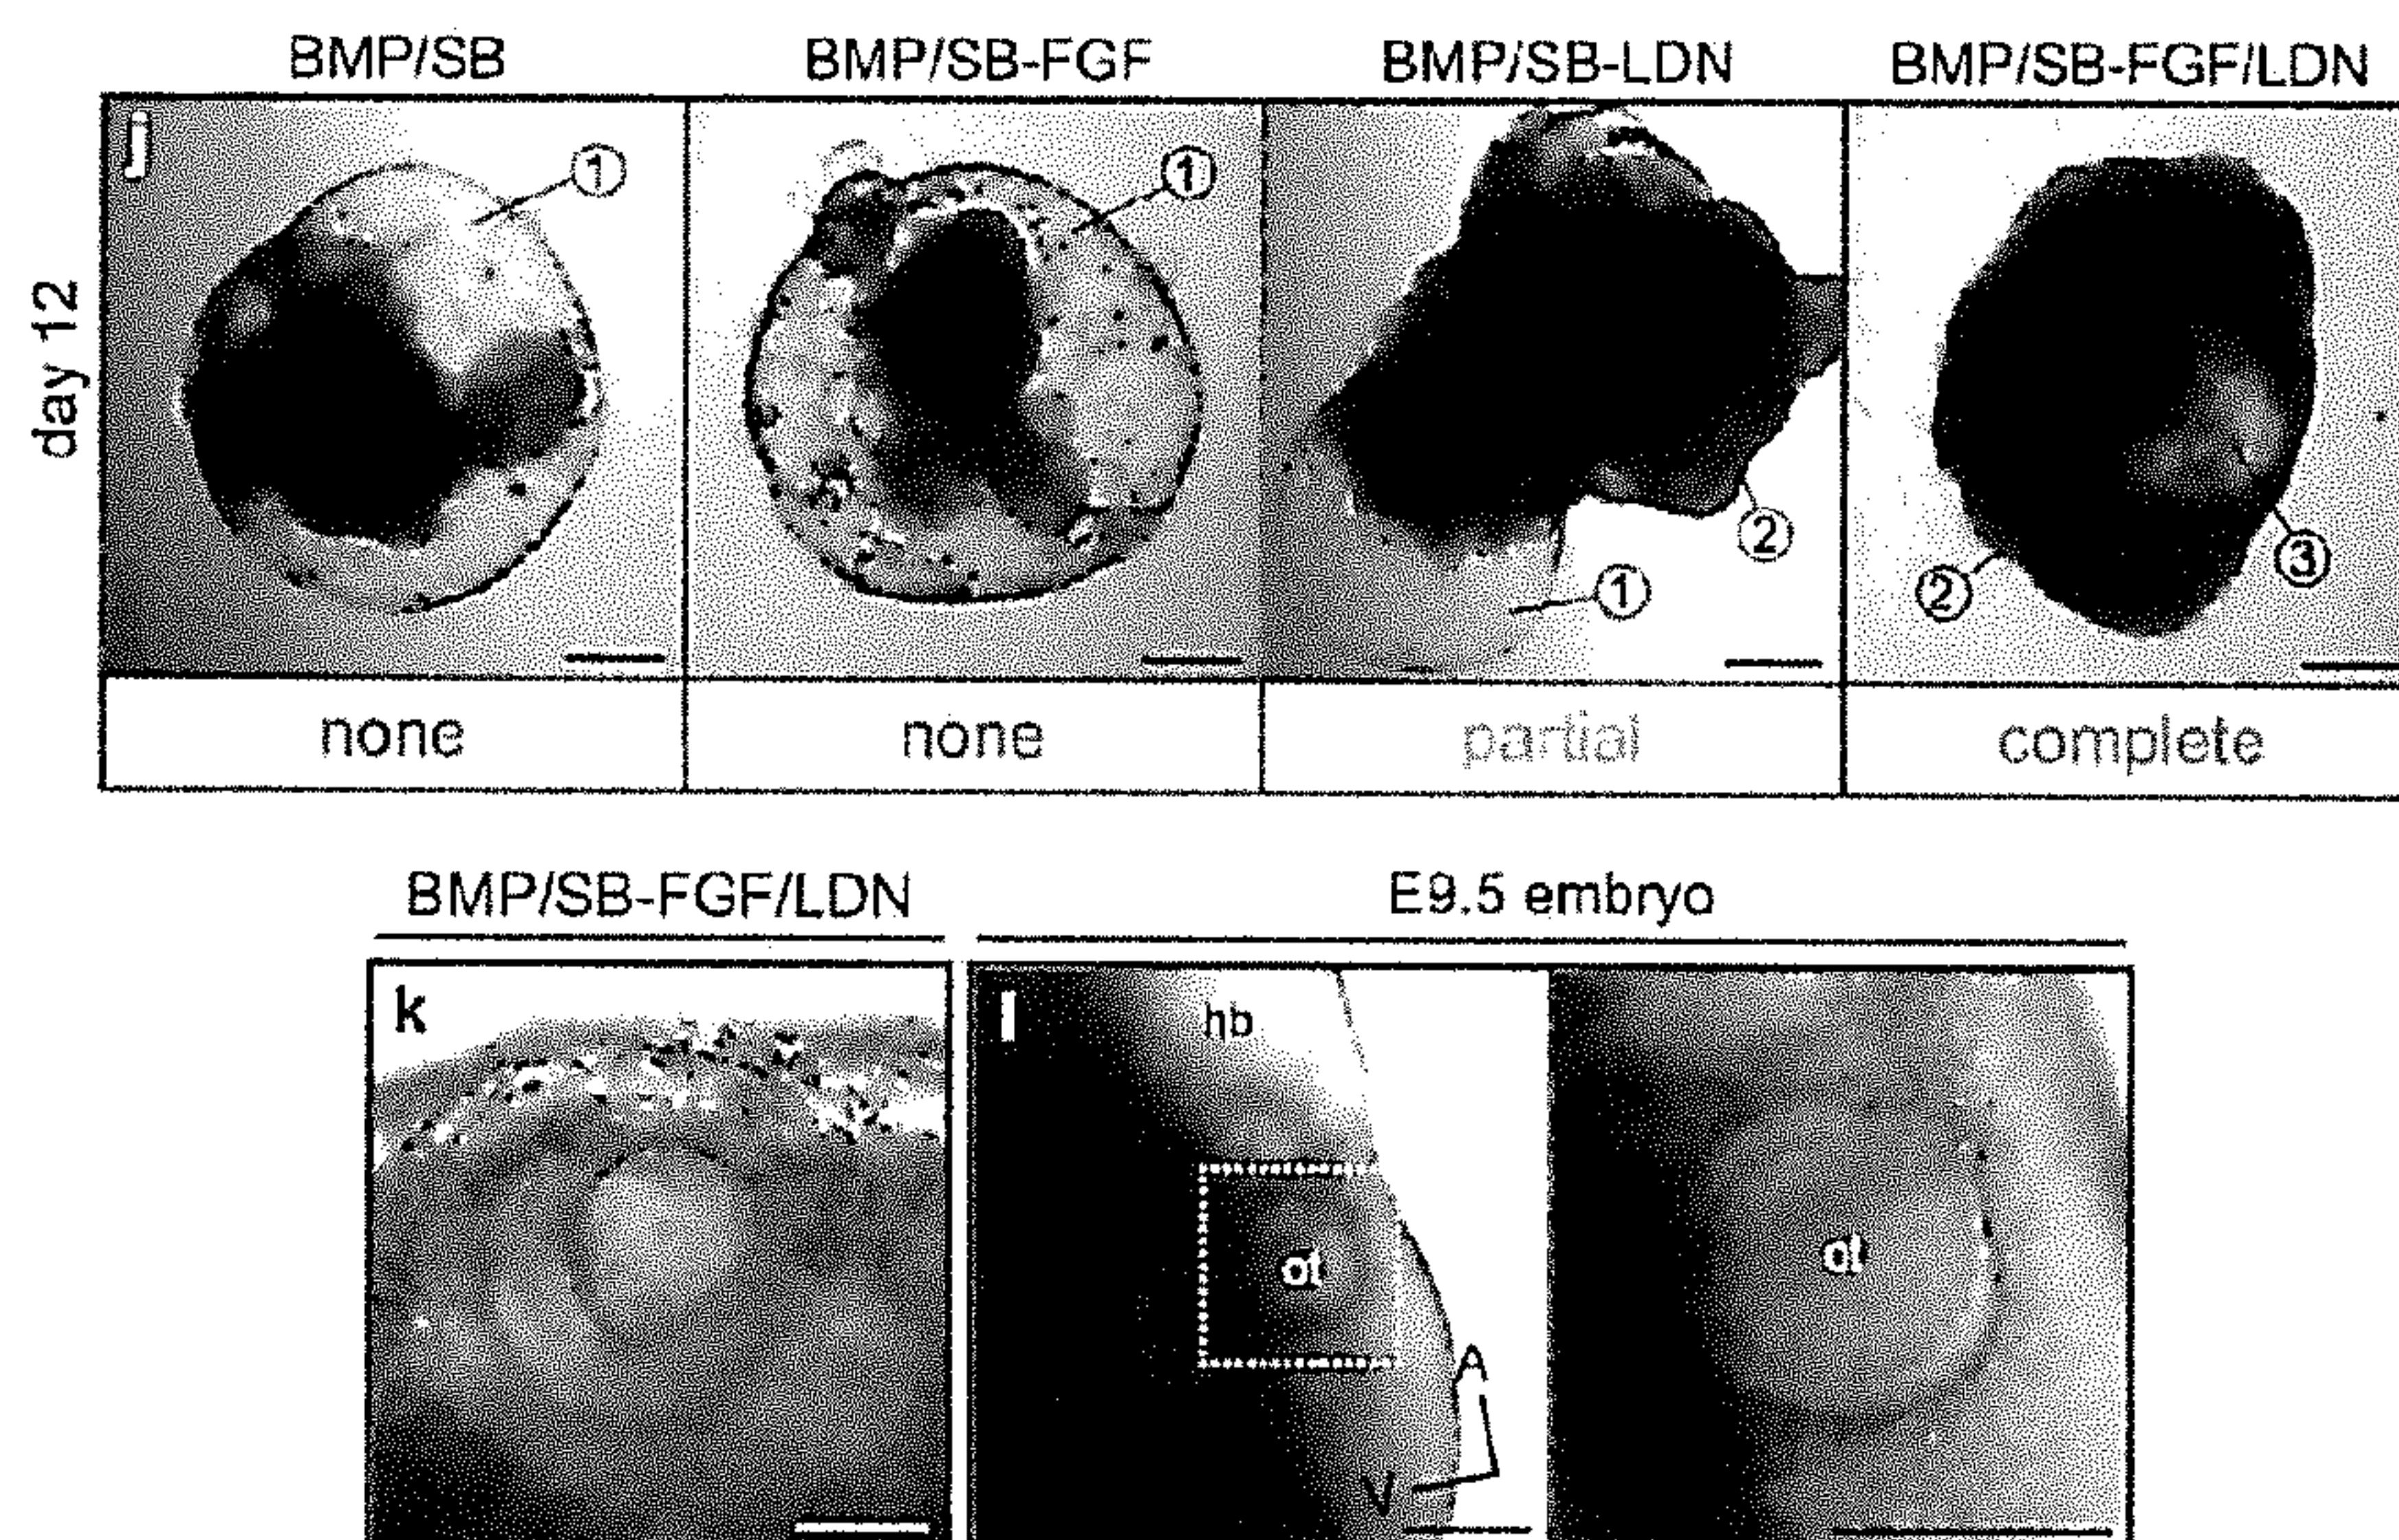 BMP/SB BMP/SB-FGF BMP/SB-LDN BMP/SB-FGF/LDN
day 12
j
1 1 2 1 2 3
none none partial complete
BMP/SB-FGF/LDN E9.5 embryo
k l hb
ot ot
A
V